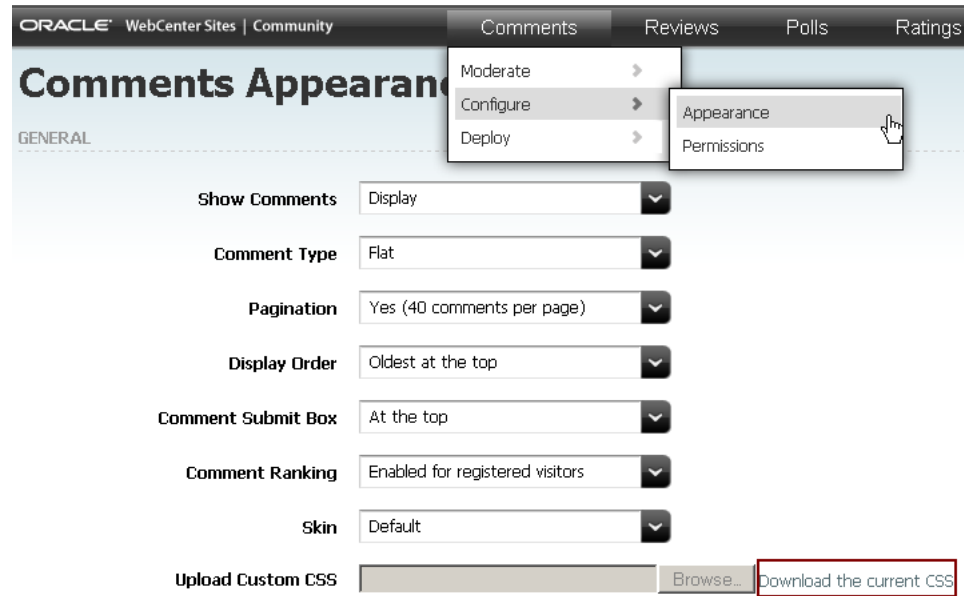 ORACLE WebCenter Sites | Community Comments Reviews Polls Ratings
Comments Appearan
Moderate
Configure
Deploy
Appearance
Permissions
GENERAL
Show Comments Display
Comment Type Flat
Pagination Yes (40 comments per page)
Display Order Oldest at the top
Comment Submit Box At the top
Comment Ranking Enabled for registered visitors
Skin Default
Upload Custom CSS Browse... Download the current CSS